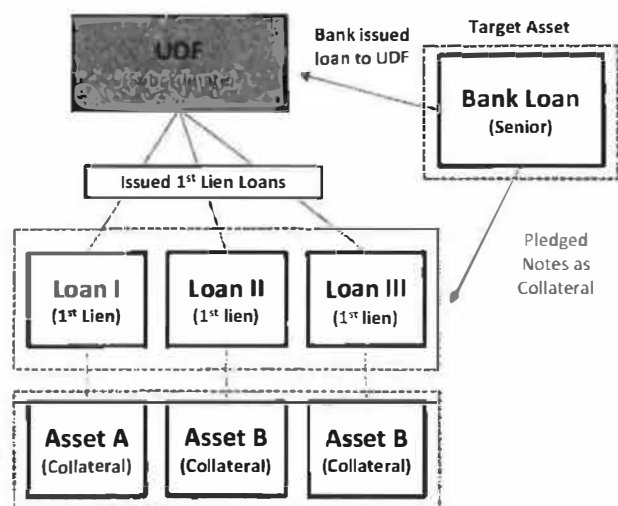 UDF
Bank issued
loan to UDF
Target Asset
Bank Loan
(Senior)
Issued 1st Lien Loans
Pledged
Notes as
Collateral
Loan I
(1st Lien)
Loan II
(1st lien)
Loan III
(1st lien)
Asset A
(Collateral)
Asset B
(Collateral)
Asset B
(Collateral)